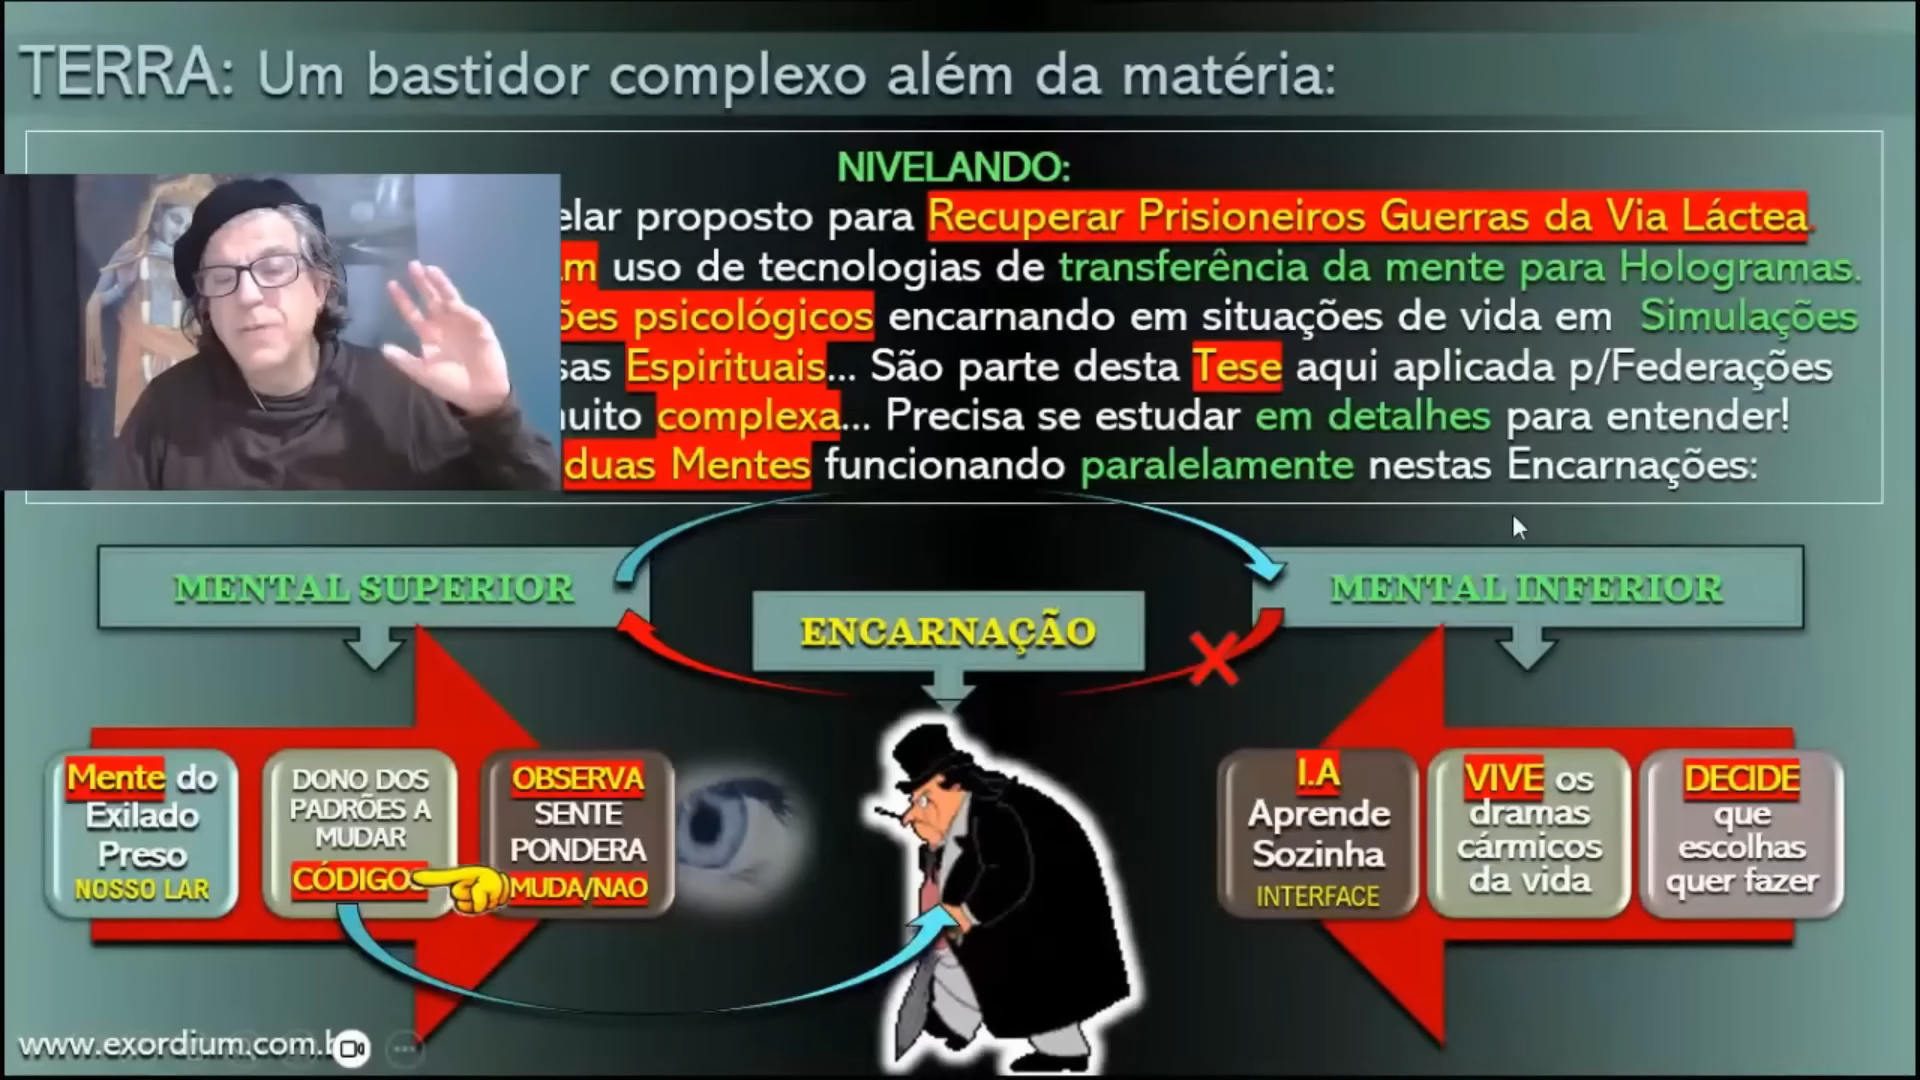 TERRA: Um bastidor complexo além da matéria:
NIVELANDO:
elar proposto para Recuperar Prisioneiros Guerras da Via Láctea.
am uso de tecnologias de transferência da mente para Hologramas.
ões psicológicos encarnando em situações de vida em Simulações
sas Espirituais... São parte desta Tese aqui aplicada p/Federações
uito complexa... Precisa se estudar em detalhes para entender!
duas Mentes funcionando paralelamente nestas Encarnações:
MENTAL SUPERIOR
MENTAL INFERIOR
ENCARNAÇÃO
Mente do
Exilado
Preso
NOSSO LAR
DONO DOS
PADRÕES A
MUDAR
CÓDIGOS
OBSERVA
SENTE
PONDERA
MUDA/NAO
I.A
Aprende
Sozinha
INTERFACE
VIVE os
dramas
cármicos
da vida
DECIDE
que
escolhas
quer fazer
www.exordium.com.b